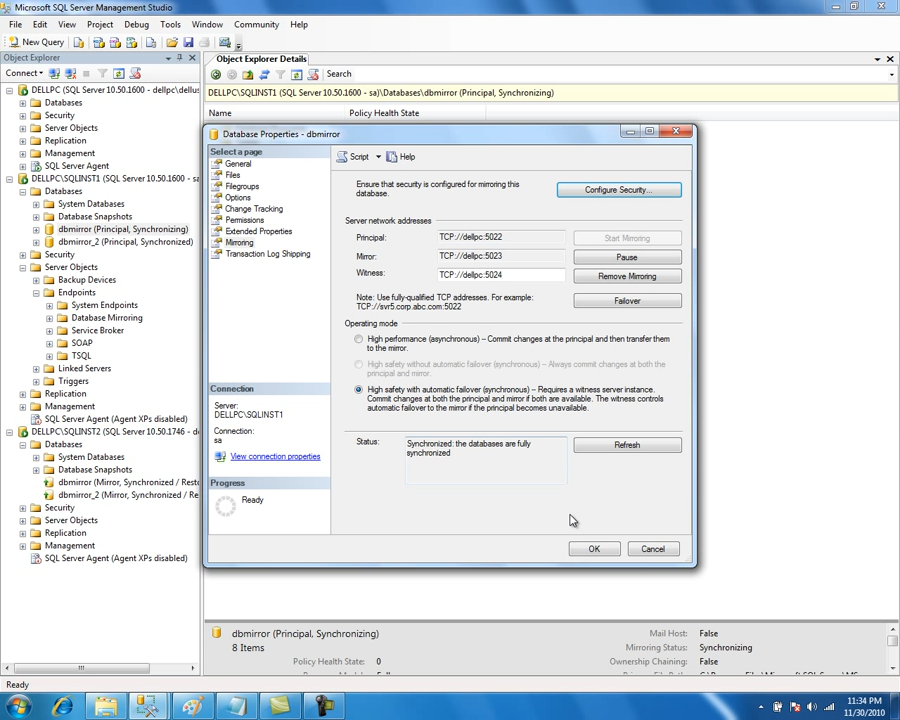 Microsoft SQL Server Management Studio
File Edit View Project Debug Tools Window Community Help
New Query
Object Explorer
Connect
DELLPC (SQL Server 10.50.1600 - dellpc\dellus
Databases
Security
Server Objects
Replication
Management
SQL Server Agent
DELLPC\SQLINST1 (SQL Server 10.50.1600 - sa
Databases
System Databases
Database Snapshots
dbmirror (Principal, Synchronizing)
dbmirror_2 (Principal, Synchronized)
Security
Server Objects
Backup Devices
Endpoints
System Endpoints
Database Mirroring
Service Broker
SOAP
TSQL
Linked Servers
Triggers
Replication
Management
SQL Server Agent (Agent XPs disabled)
DELLPC\SQLINST2 (SQL Server 10.50.1746 - de
Databases
System Databases
Database Snapshots
dbmirror (Mirror, Synchronized / Resto
dbmirror_2 (Mirror, Synchronized / Re
Security
Server Objects
Replication
Management
SQL Server Agent (Agent XPs disabled)
Object Explorer Details
Search
DELLPC\SQLINST1 (SQL Server 10.50.1600 - sa)\Databases\dbmirror (Principal, Synchronizing)
Name Policy Health State
Database Properties - dbmirror
Select a page
General
Files
Filegroups
Options
Change Tracking
Permissions
Extended Properties
Mirroring
Transaction Log Shipping
Connection
Server:
DELLPC\SQLINST1
Connection:
sa
View connection properties
Progress
Ready
Script Help
Ensure that security is configured for mirroring this
database.
Configure Security...
Server network addresses
Principal: TCP://dellpc:5022 Start Mirroring
Mirror: TCP://dellpc:5023 Pause
Witness: TCP://dellpc:5024 Remove Mirroring
Note: Use fully-qualified TCP addresses. For example:
TCP://svr5.corp.abc.com:5022
Failover
Operating mode
High performance (asynchronous) – Commit changes at the principal and then transfer them
to the mirror.
High safety without automatic failover (synchronous) – Always commit changes at both the
principal and mirror.
High safety with automatic failover (synchronous) – Requires a witness server instance.
Commit changes at both the principal and mirror if both are available. The witness controls
automatic failover to the mirror if the principal becomes unavailable.
Status:
Synchronized: the databases are fully
synchronized
Refresh
OK Cancel
dbmirror (Principal, Synchronizing)
8 Items
Policy Health State: 0
Mail Host: False
Mirroring Status: Synchronizing
Ownership Chaining: False
Ready
11:34 PM
11/30/2010